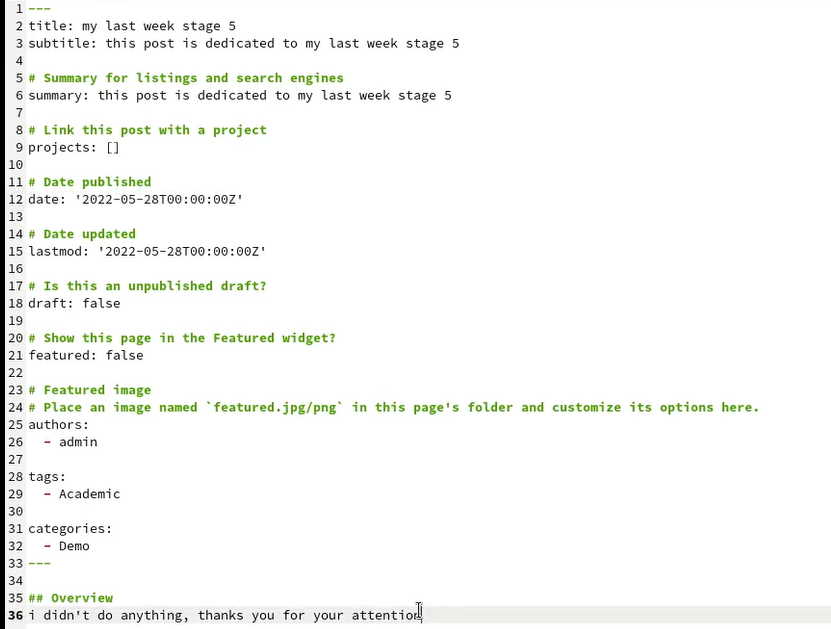 1 ---
2 title: my last week stage 5
3 subtitle: this post is dedicated to my last week stage 5
4
5 # Summary for listings and search engines
6 summary: this post is dedicated to my last week stage 5
7
8 # Link this post with a project
9 projects: []
10
11 # Date published
12 date: '2022-05-28T00:00:00Z'
13
14 # Date updated
15 lastmod: '2022-05-28T00:00:00Z'
16
17 # Is this an unpublished draft?
18 draft: false
19
20 # Show this page in the Featured widget?
21 featured: false
22
23 # Featured image
24 # Place an image named `featured.jpg/png` in this page's folder and customize its options here.
25 authors:
26   - admin
27
28 tags:
29   - Academic
30
31 categories:
32   - Demo
33 ---
34
35 ## Overview
36 i didn't do anything, thanks you for your attention